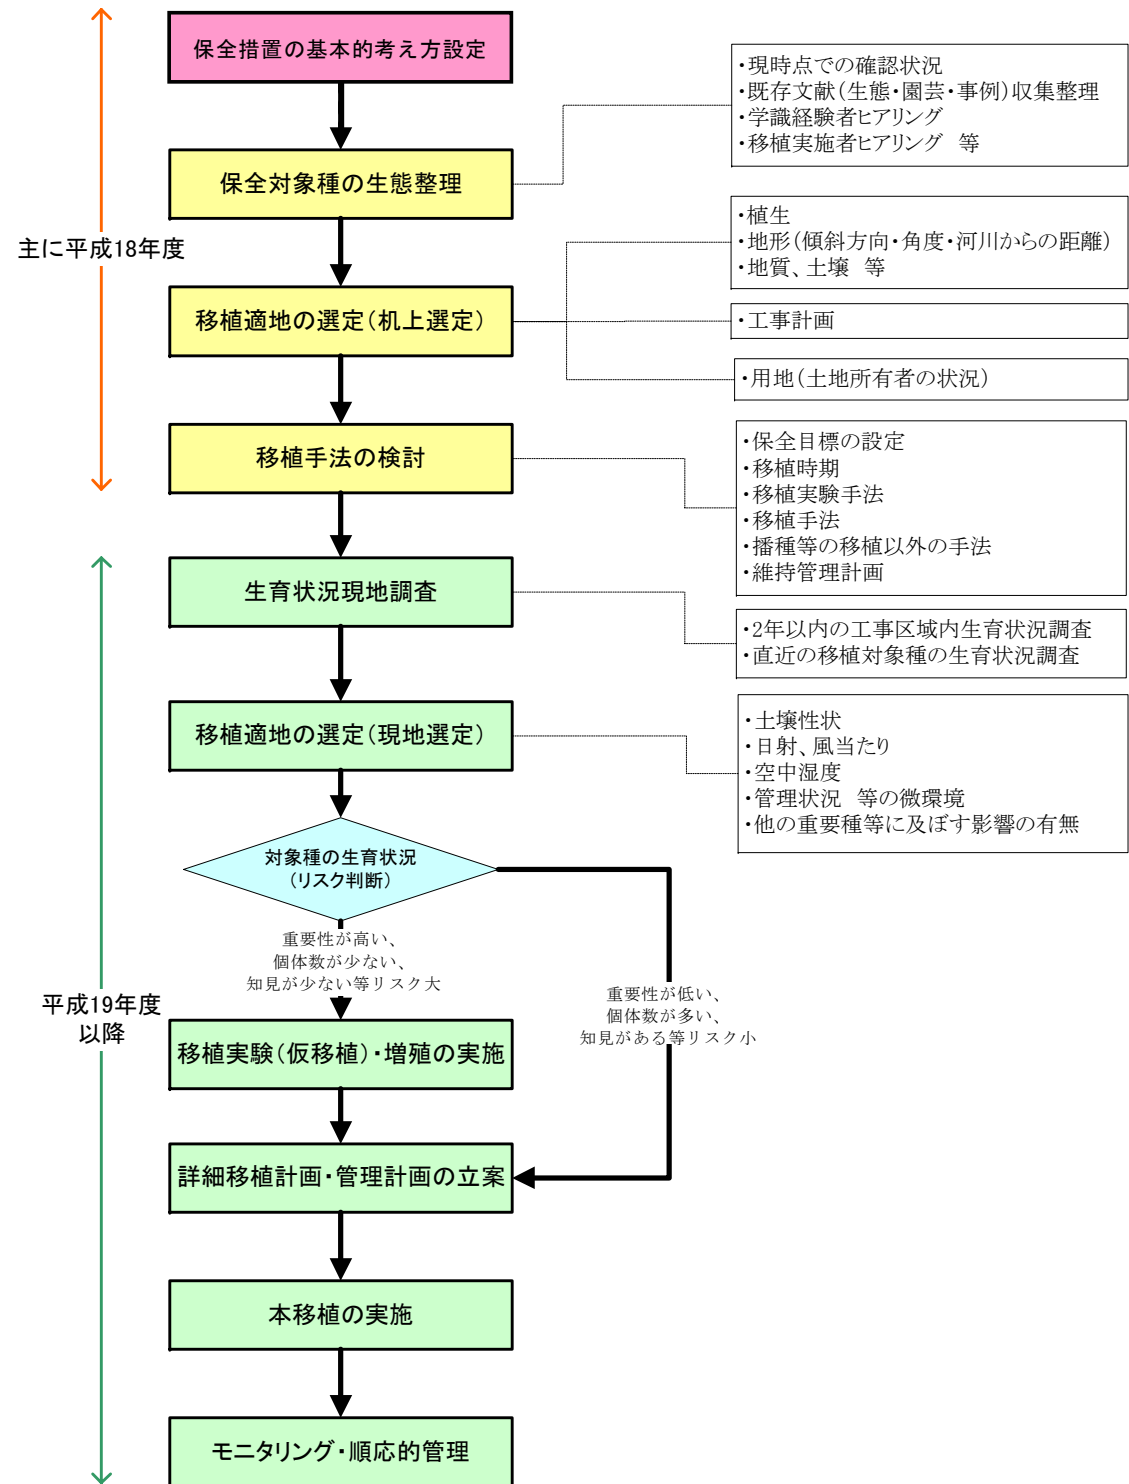 保全措置の基本的考え方設定
・現時点での確認状況
・既存文献（生態・園芸・事例）収集整理
・学識経験者ヒアリング
・移植実施者ヒアリング　等
保全対象種の生態整理
・植生
・地形（傾斜方向・角度・河川からの距離）
・地質、土壌　等
主に平成18年度
移植適地の選定（机上選定）
・工事計画
・用地（土地所有者の状況）
移植手法の検討
・保全目標の設定
・移植時期
・移植実験手法
・移植手法
・播種等の移植以外の手法
・維持管理計画
生育状況現地調査
・2年以内の工事区域内生育状況調査
・直近の移植対象種の生育状況調査
移植適地の選定（現地選定）
・土壌性状
・日射、風当たり
・空中湿度
・管理状況　等の微環境
・他の重要種等に及ぼす影響の有無
対象種の生育状況
（リスク判断）
重要性が高い、
個体数が少ない、
知見が少ない等リスク大
重要性が低い、
個体数が多い、
知見がある等リスク小
平成19年度
以降
移植実験（仮移植）・増殖の実施
詳細移植計画・管理計画の立案
本移植の実施
モニタリング・順応的管理